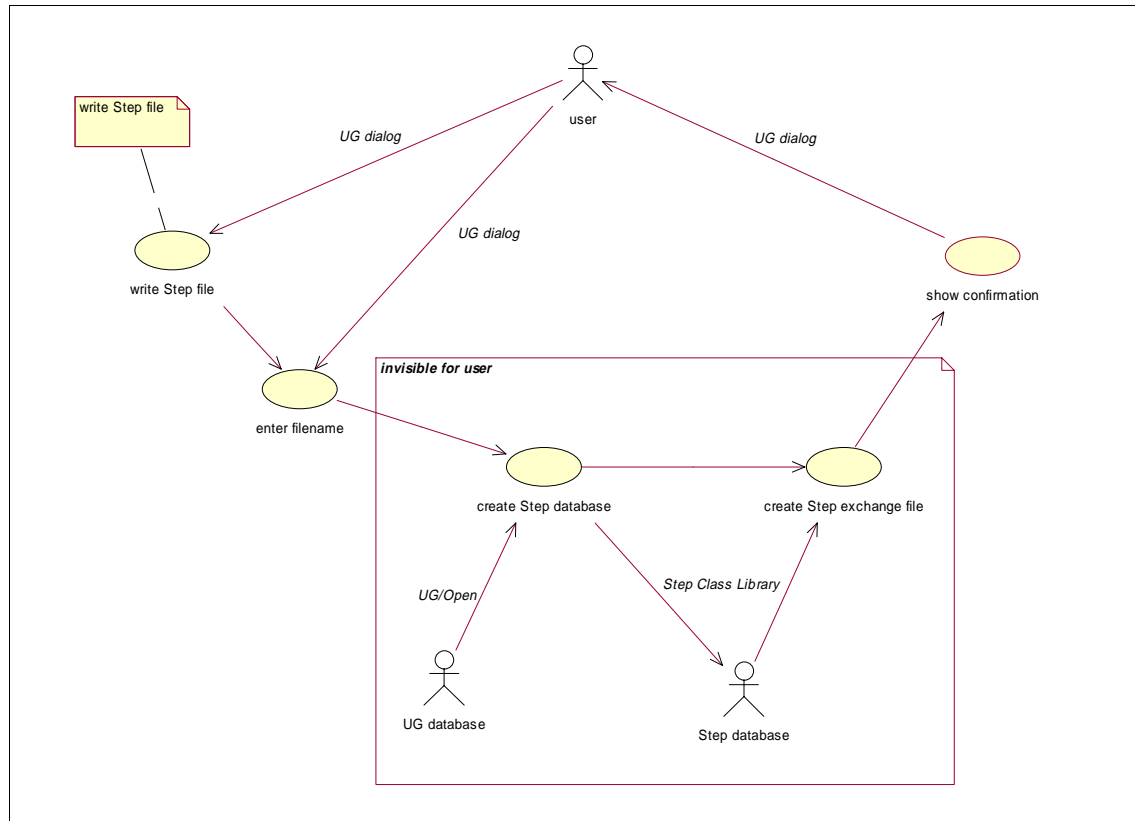 user
write Step file
UG dialog
UG dialog
UG dialog
write Step file
show confirmation
invisible for user
enter filename
create Step database
create Step exchange file
UG/Open
Step Class Library
UG database
Step database